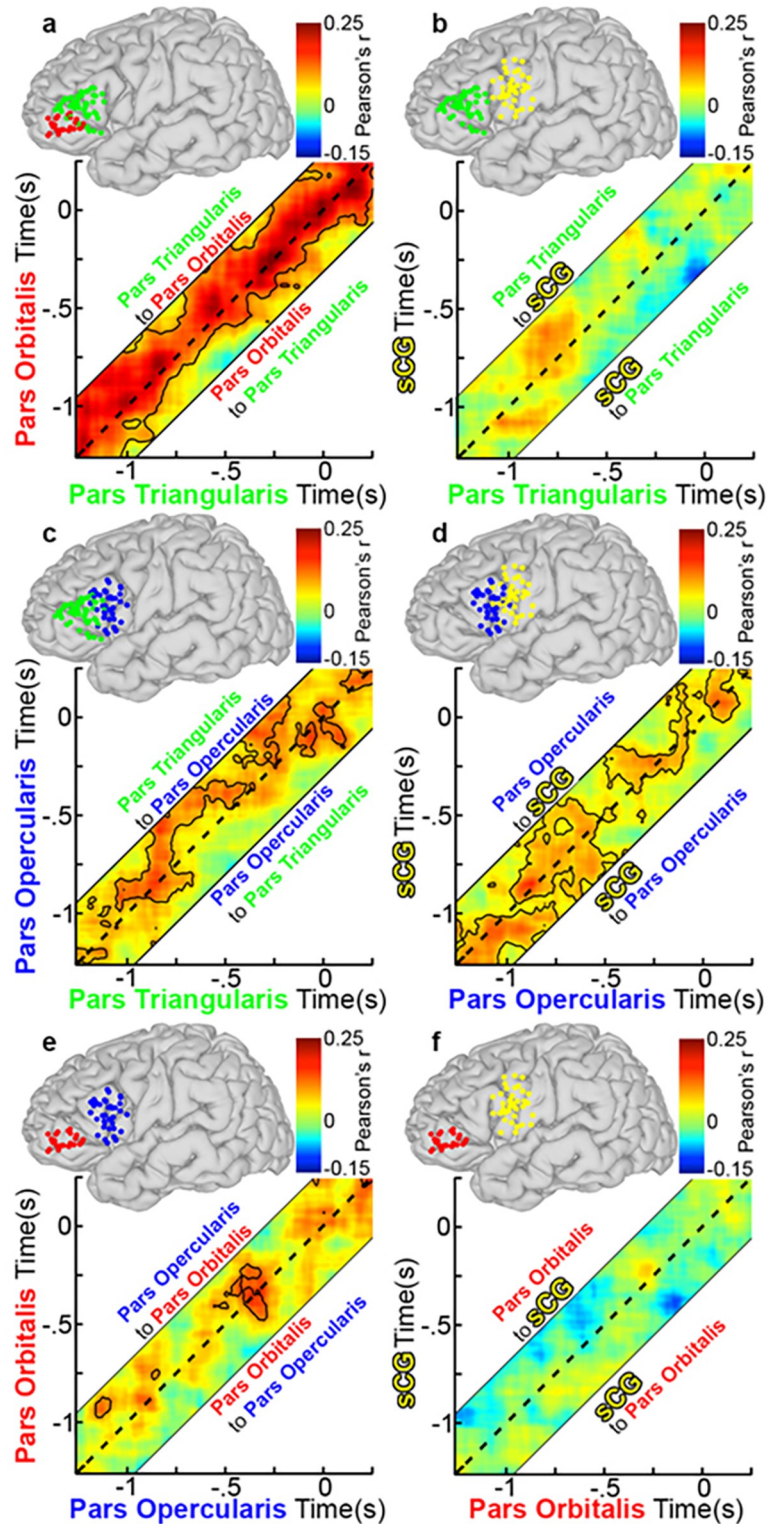 a
0.25
0
-0.15
Pearson's r
Pars Orbitalis Time(s)
0
-.5
-1
Pars Triangularis
to Pars Orbitalis
Pars Orbitalis
to Pars Triangularis
-1
-.5
0
Pars Triangularis Time(s)
b
0.25
0
-0.15
Pearson's r
sCG Time(s)
0
-.5
-1
Pars Triangularis
to sCG
sCG
to Pars Triangularis
-1
-.5
0
Pars Triangularis Time(s)
c
0.25
0
-0.15
Pearson's r
Pars Opercularis Time(s)
0
-.5
-1
Pars Triangularis
to Pars Opercularis
Pars Opercularis
to Pars Triangularis
-1
-.5
0
Pars Triangularis Time(s)
d
0.25
0
-0.15
Pearson's r
sCG Time(s)
0
-.5
-1
Pars Opercularis
to sCG
sCG
to Pars Opercularis
-1
-.5
0
Pars Opercularis Time(s)
e
0.25
0
-0.15
Pearson's r
Pars Orbitalis Time(s)
0
-.5
-1
Pars Opercularis
to Pars Orbitalis
Pars Orbitalis
to Pars Opercularis
-1
-.5
0
Pars Opercularis Time(s)
f
0.25
0
-0.15
Pearson's r
sCG Time(s)
0
-.5
-1
Pars Orbitalis
to sCG
sCG
to Pars Orbitalis
-1
-.5
0
Pars Orbitalis Time(s)